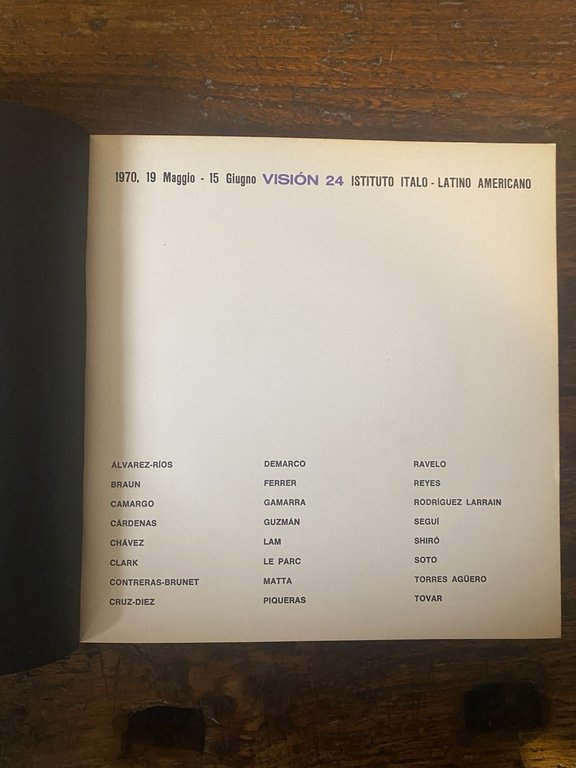 1970, 19 Maggio - 15 Giugno VISIÓN 24 ISTITUTO ITALO - LATINO AMERICANO
ÁLVAREZ-RÍOS
BRAUN
CAMARGO
CÁRDENAS
CHÁVEZ
CLARK
CONTRERAS-BRUNET
CRUZ-DIEZ
DEMARCO
FERRER
GAMARRA
GUZMÁN
LAM
LE PARC
MATTA
PIQUERAS
RAVELO
REYES
RODRÍGUEZ LARRAIN
SEGUÍ
SHIRÓ
SOTO
TORRES AGÜERO
TOVAR